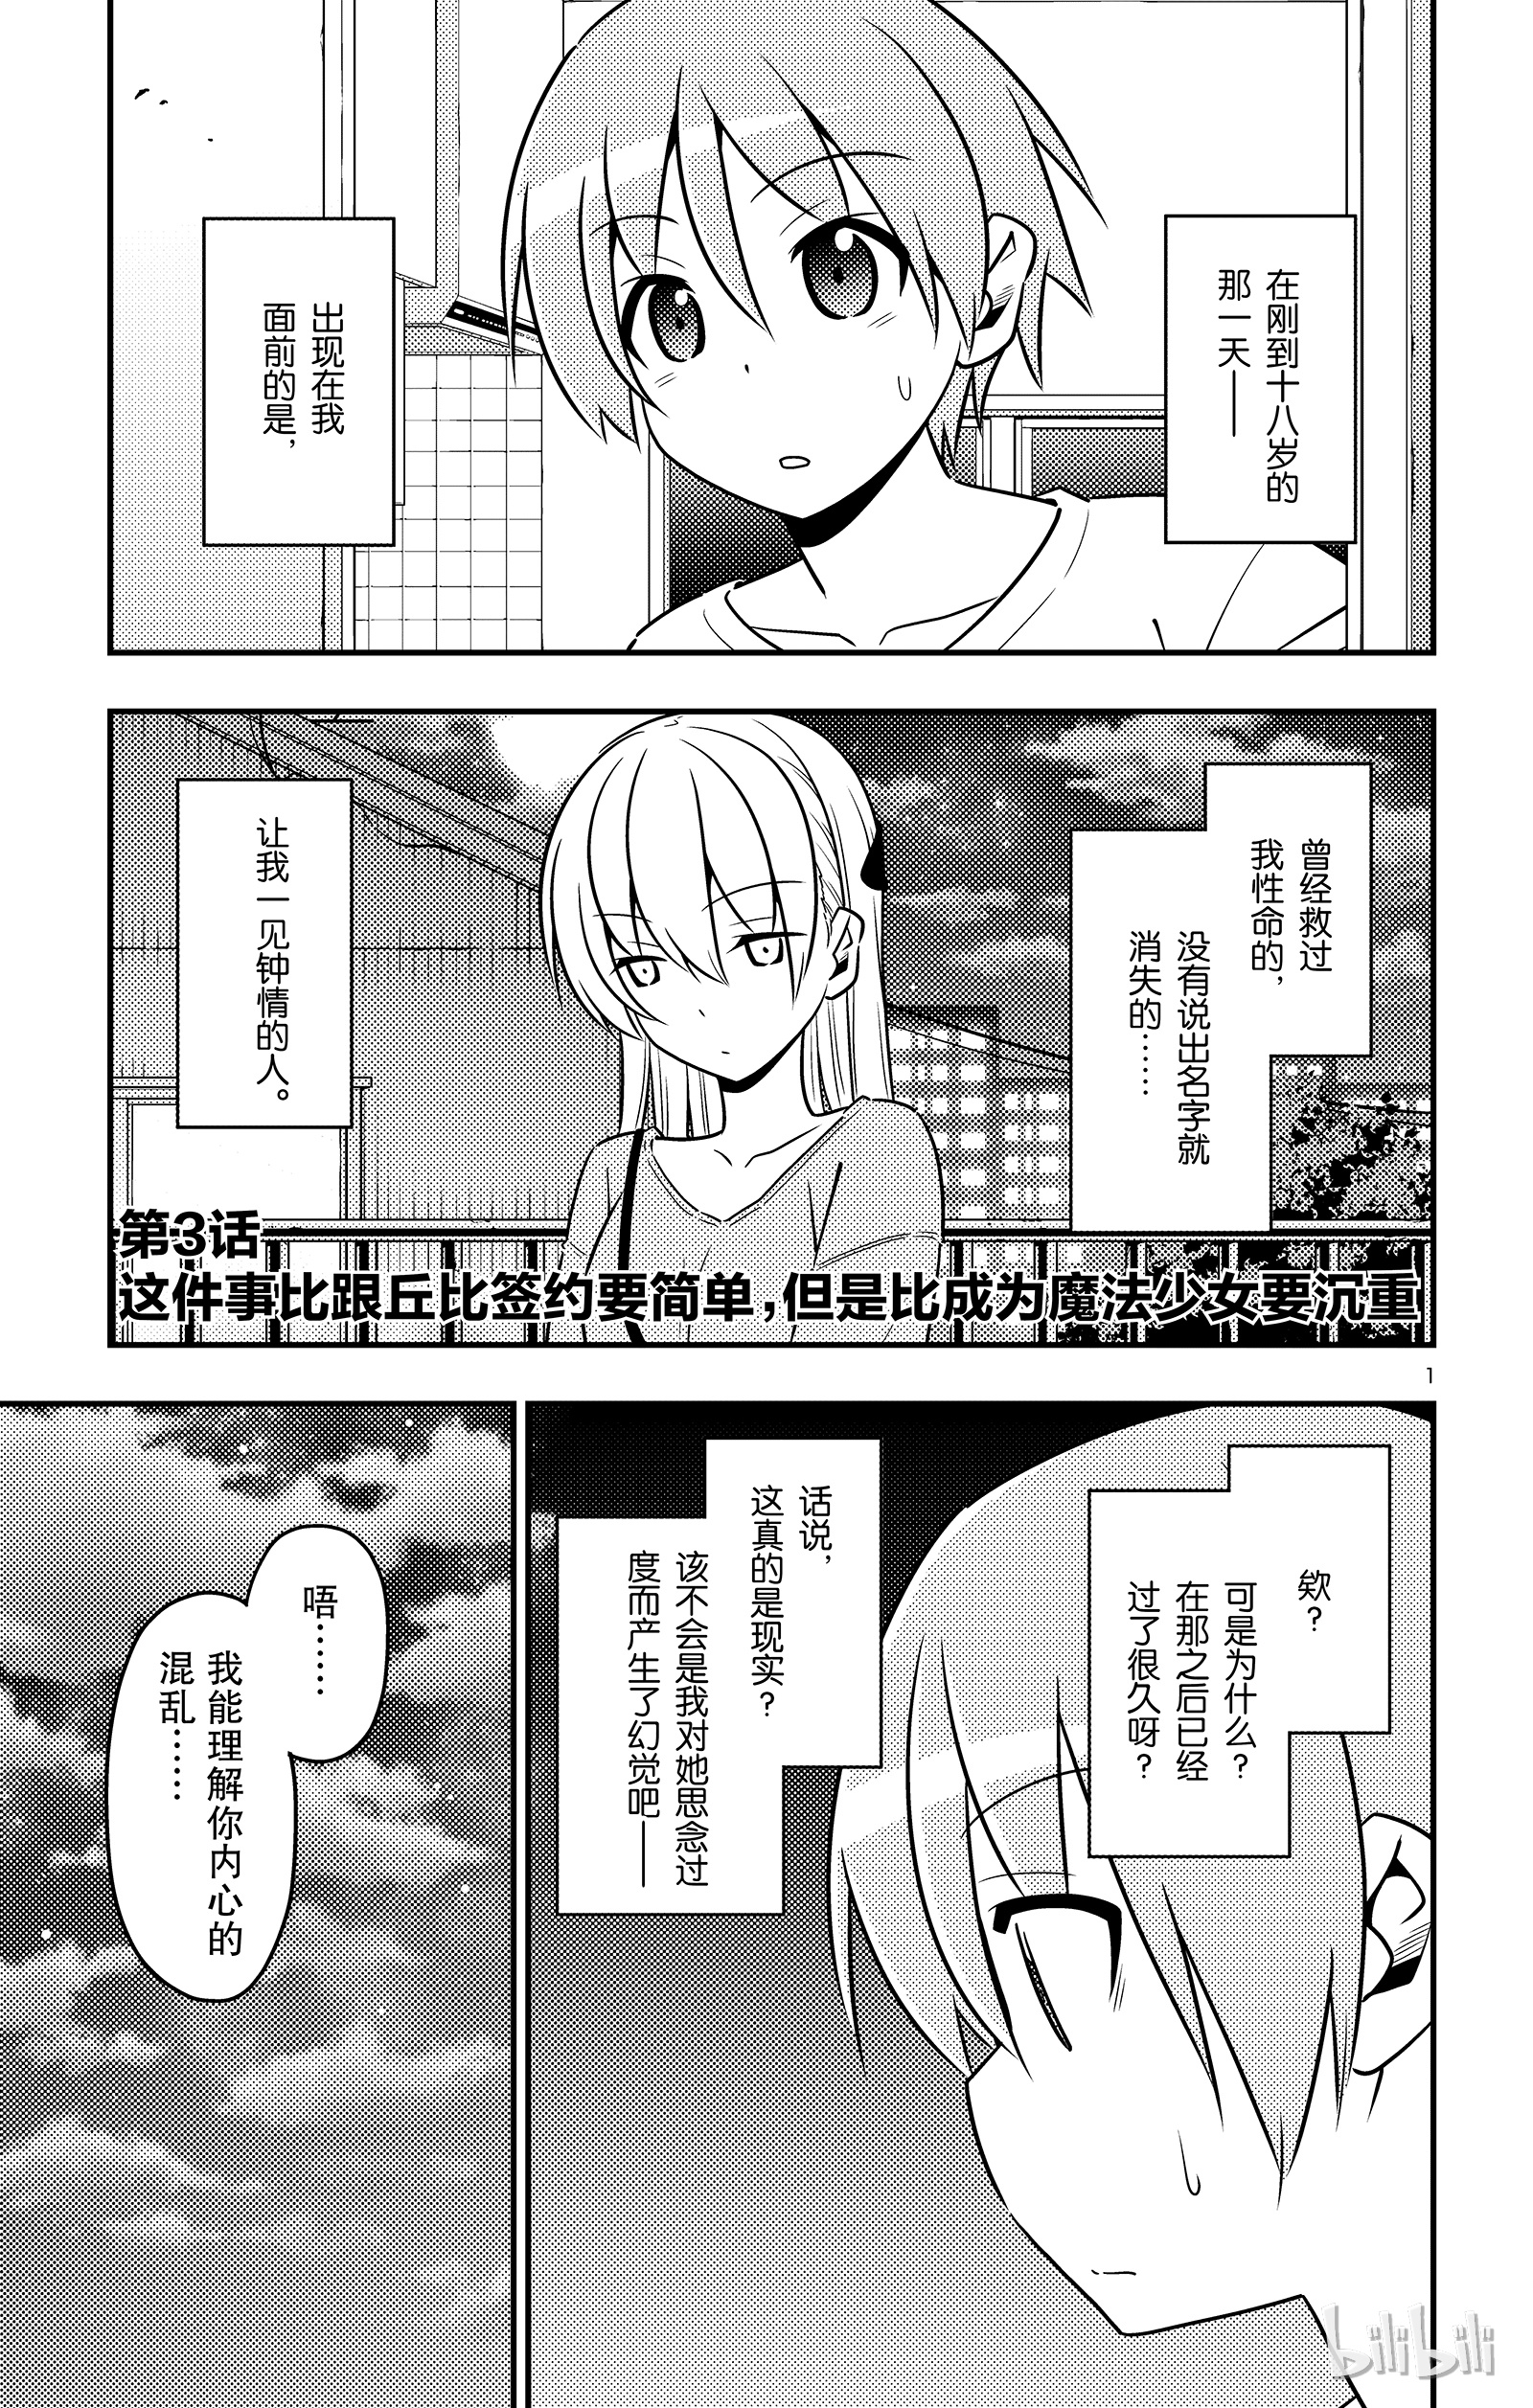 在刚到十八岁的
那一天——
出现在我
面前的是，
曾经救过
我性命的，
没有说出名字就
消失的……
让我一见钟情的人。
第3话
这件事比跟丘比签约要简单，但是比成为魔法少女要沉重
1
欸？
可是为什么？
在那之后已经
过了很久呀？
话说，
这真的是现实？
该不会是我对她思念过
度而产生了幻觉吧——
唔……
我能理解你内心的
混乱……
bilibili